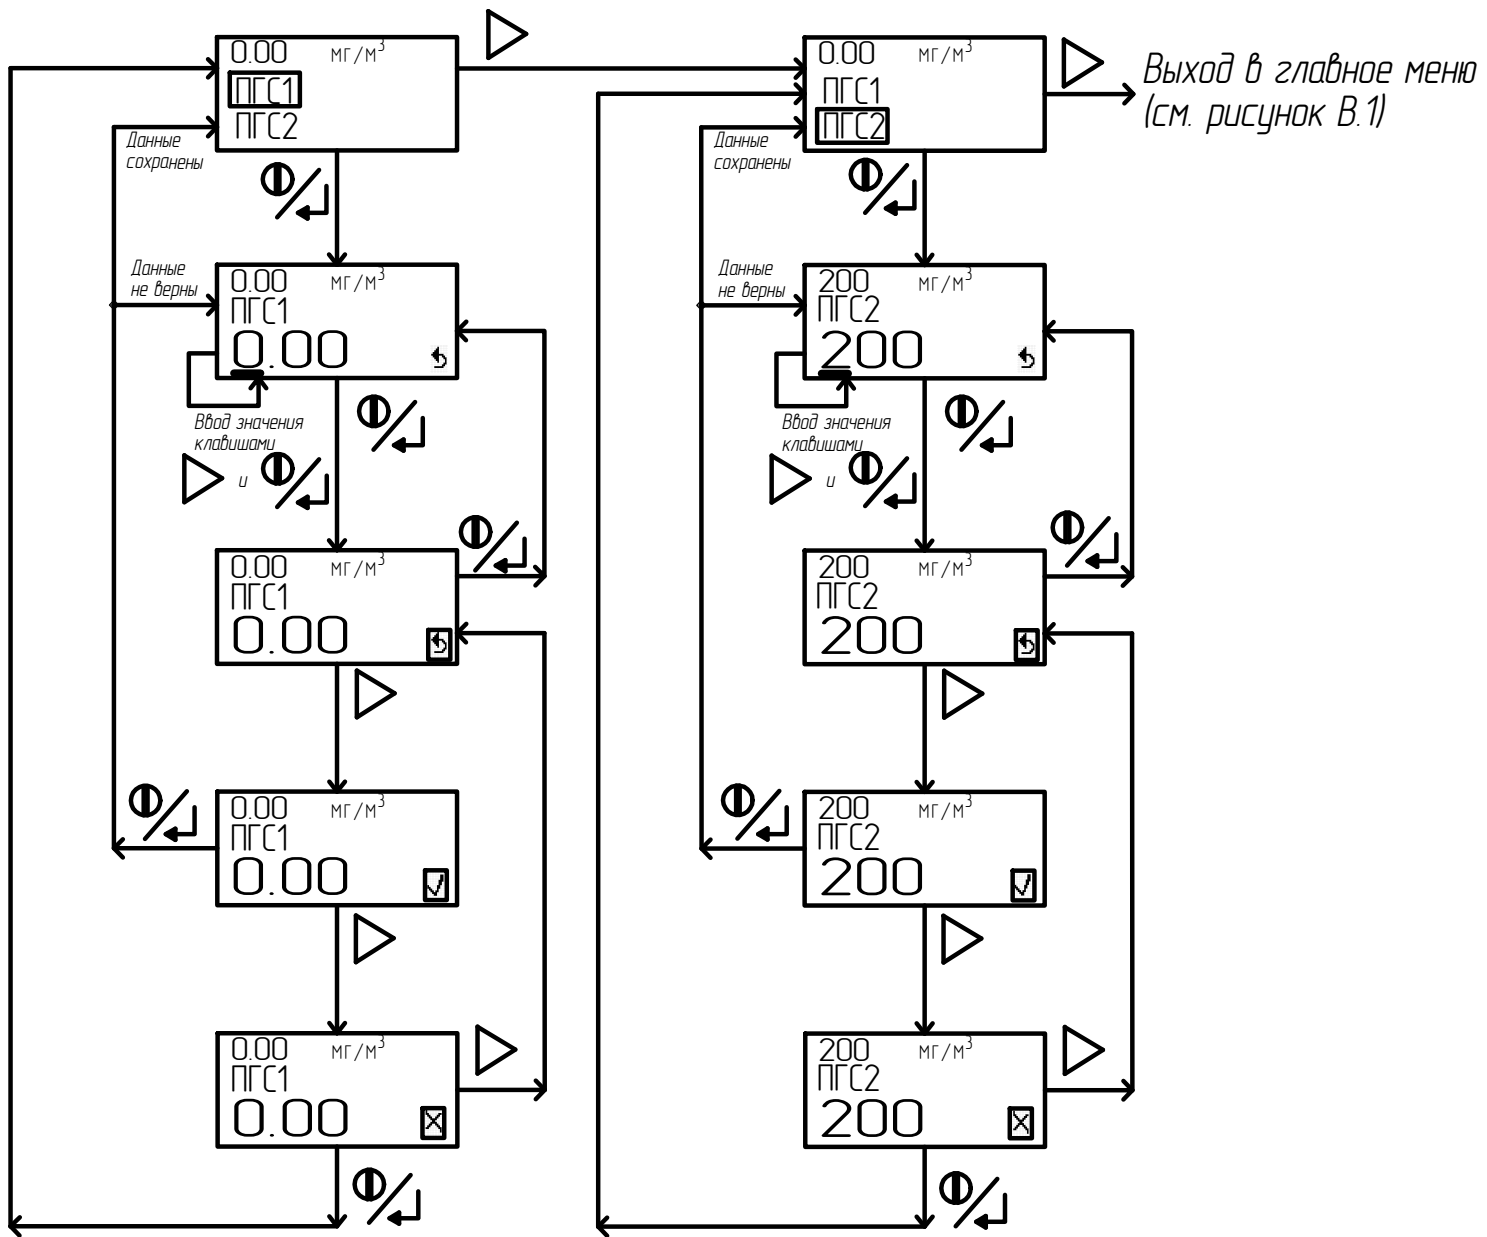 0.00 мг/м³
ПГС1
ПГС2
0.00 мг/м³
ПГС1
ПГС2
Выход в главное меню
(см. рисунок В.1)
Данные
сохранены
Данные
сохранены
Данные
не верны
0.00 мг/м³
ПГС1
0.00
Данные
не верны
200 мг/м³
ПГС2
200
Ввод значения
клавишами
и
Ввод значения
клавишами
и
0.00 мг/м³
ПГС1
0.00
200 мг/м³
ПГС2
200
0.00 мг/м³
ПГС1
0.00
200 мг/м³
ПГС2
200
0.00 мг/м³
ПГС1
0.00
200 мг/м³
ПГС2
200